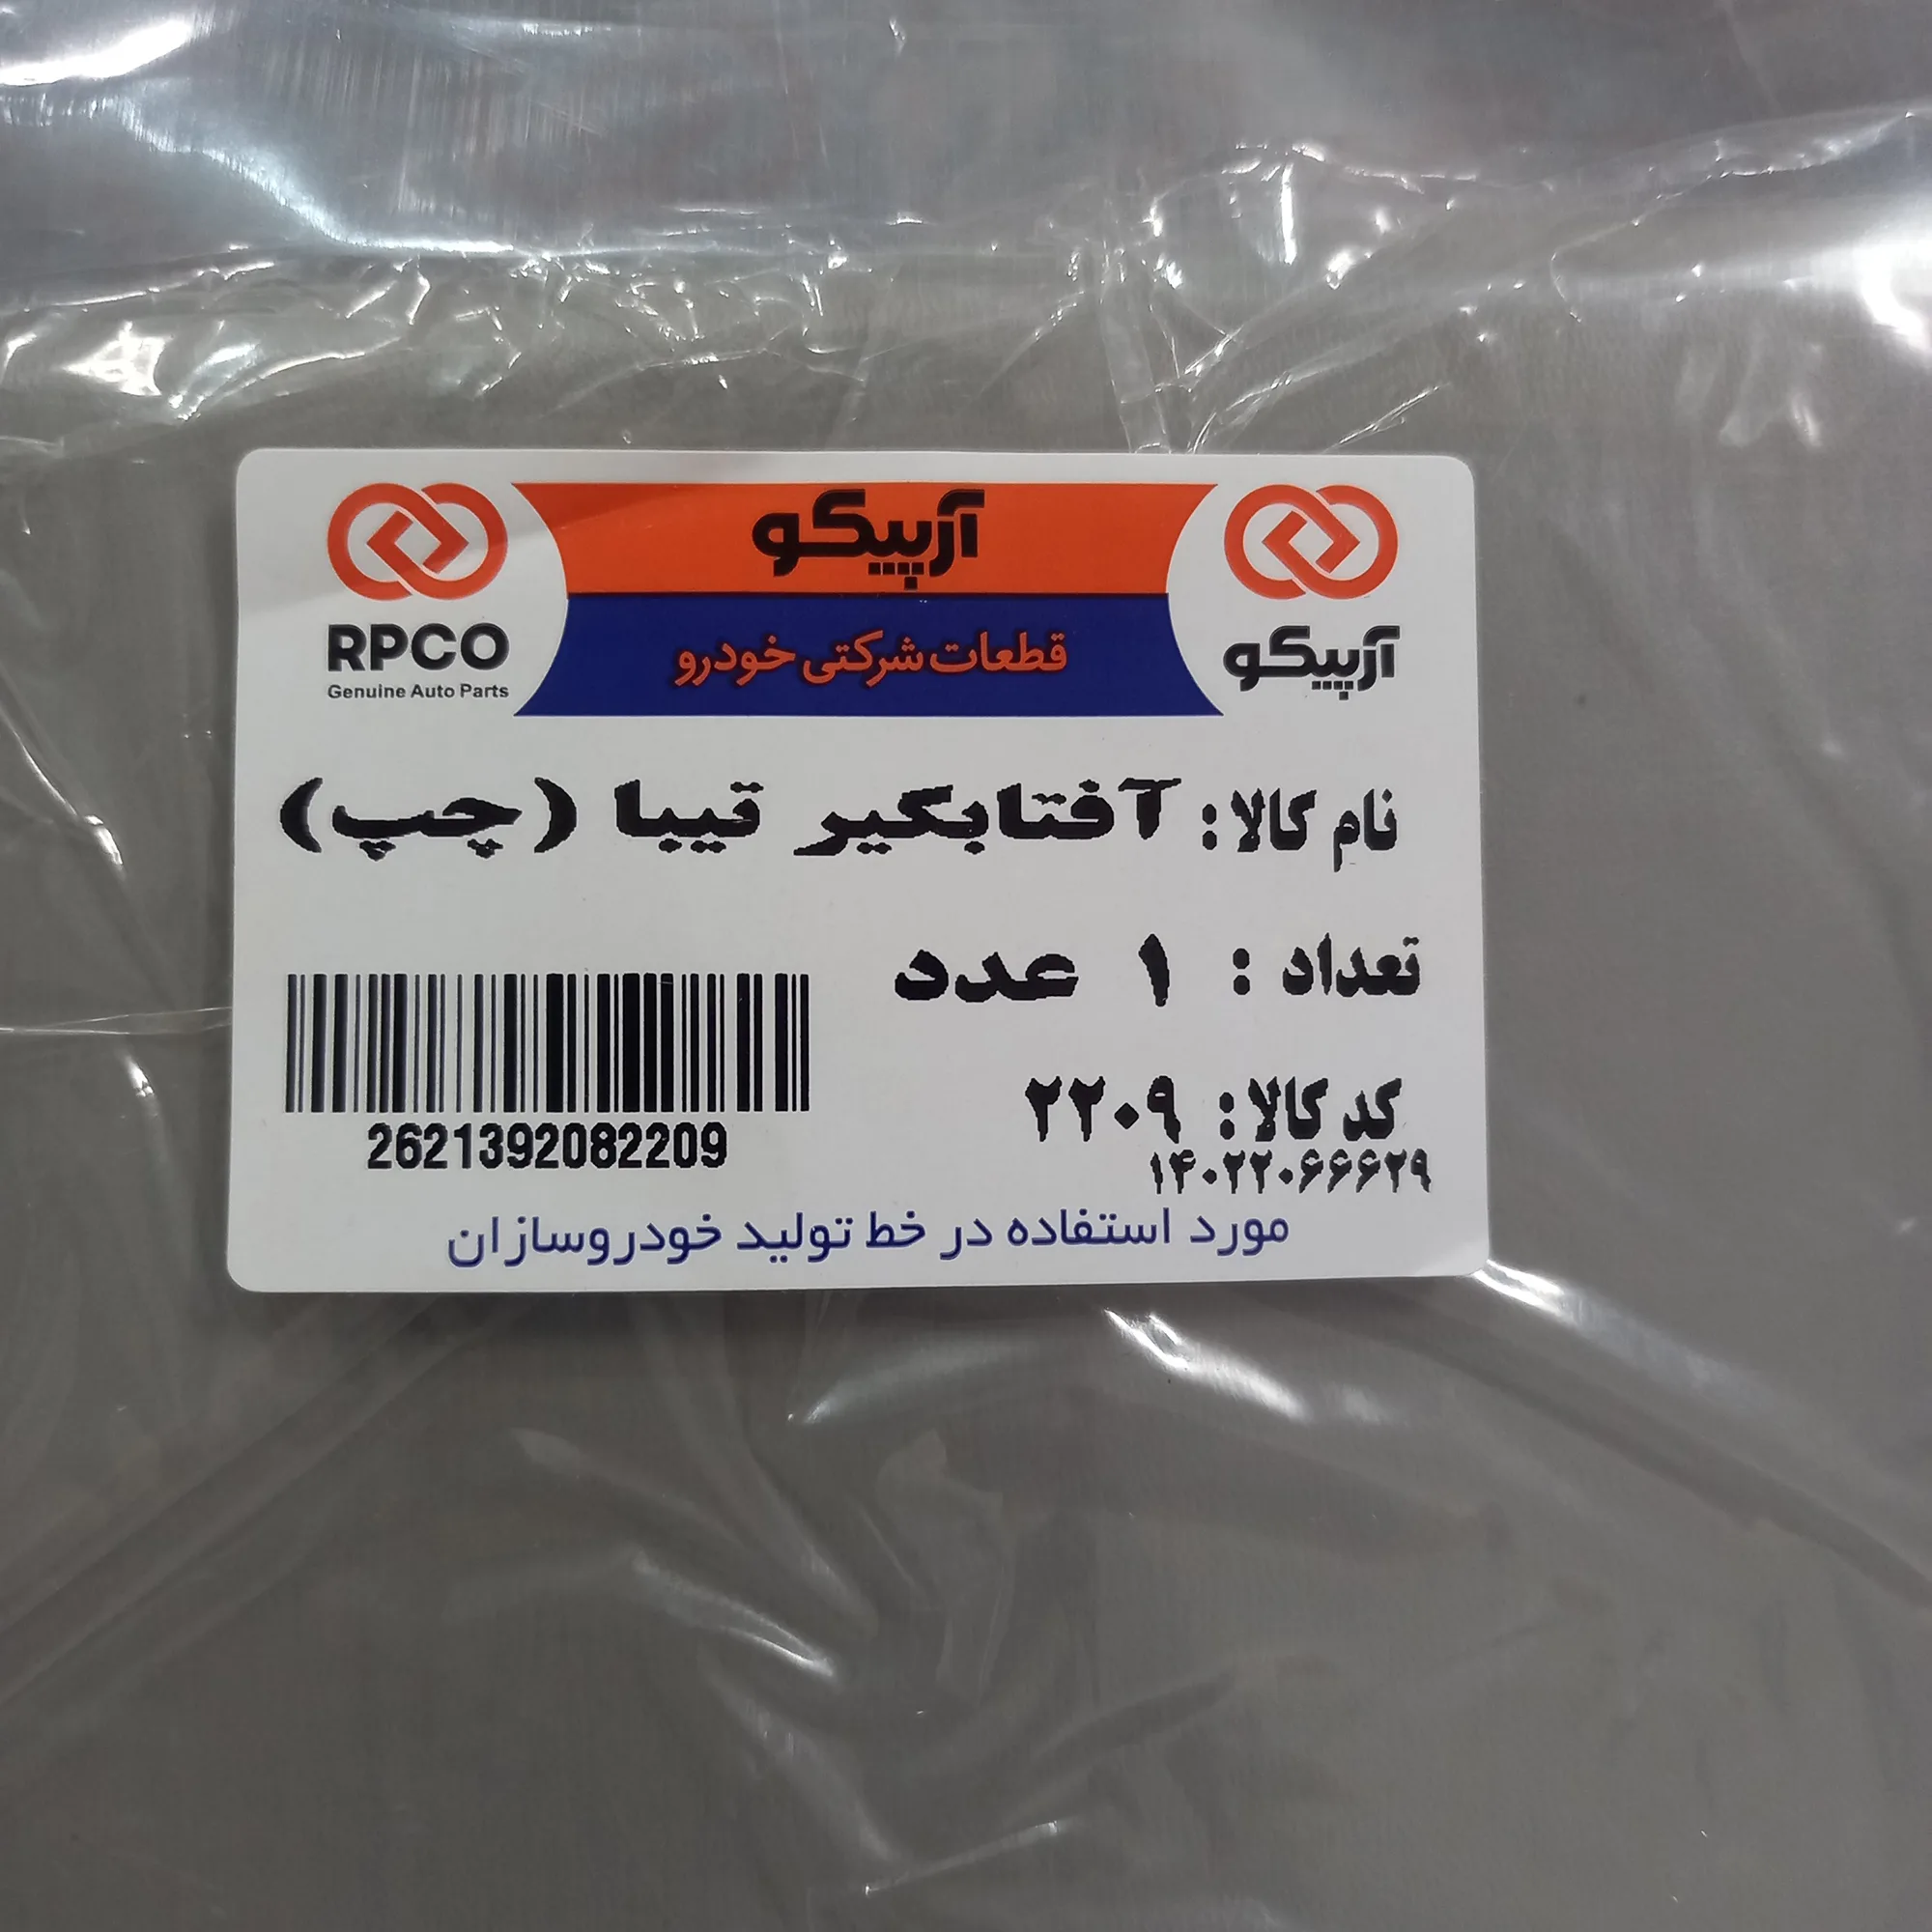 آرپیکو
قطعات شرکتی خودرو
آرپیکو
RPCO
Genuine Auto Parts
نام کالا: آفتابگیر تیبا (چپ)
تعداد : ۱ عدد
کد کالا: ۲۲۰۹
۱۴۰۲۲۰۶۶۶۲۹
2621392082209
مورد استفاده در خط تولید خودروسازان